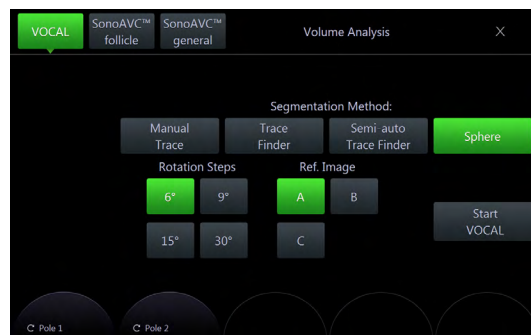 VOCAL
SonoAVC™
follicle
SonoAVC™
general
Volume Analysis
X
Segmentation Method:
Manual
Trace
Trace
Finder
Semi-auto
Trace Finder
Sphere
Rotation Steps
Ref. Image
6°
9°
A
B
15°
30°
C
Start
VOCAL
Pole 1
Pole 2